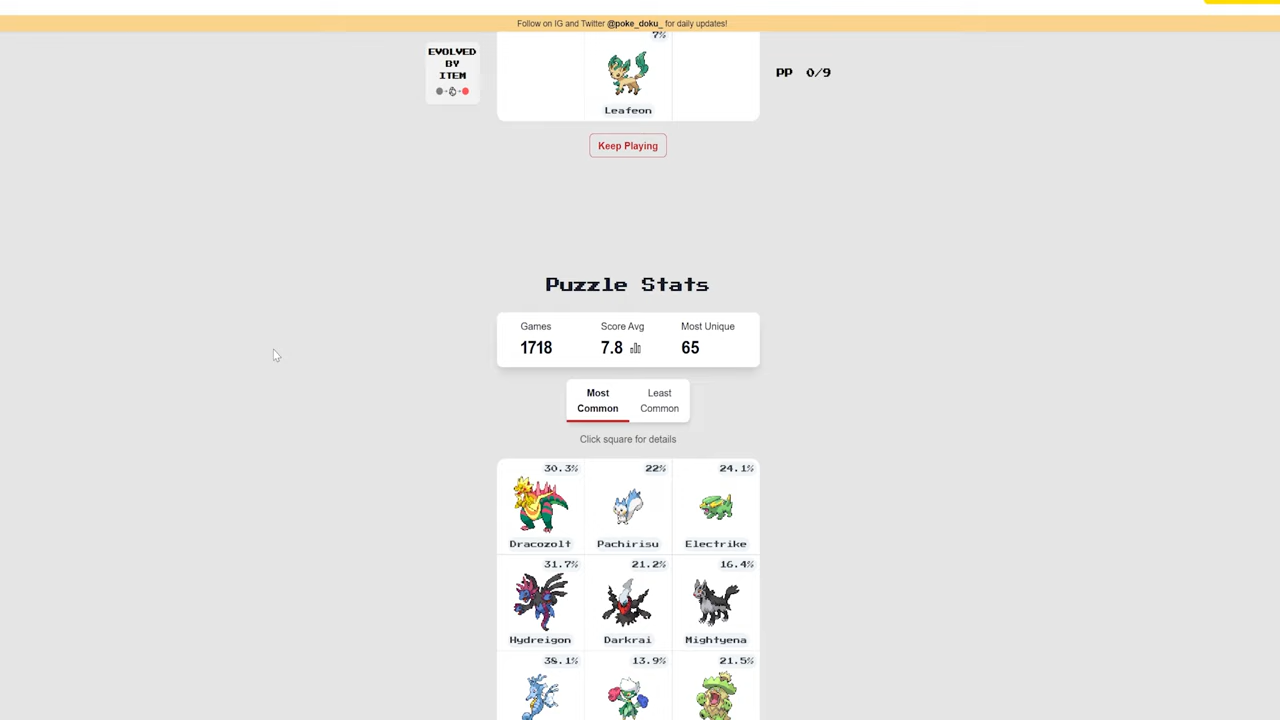 Follow on IG and Twitter @poke_doku_ for daily updates!
7%
EVOLVED
BY
ITEM
PP 0/9
Leafeon
Keep Playing
Puzzle Stats
Games Score Avg Most Unique
1718 7.8 65
Most Common
Least Common
Click square for details
30.3% 22% 24.1%
Dracozolt Pachirisu Electrike
31.7% 21.2% 16.4%
Hydreigon Darkrai Mightyena
38.1% 13.9% 21.5%